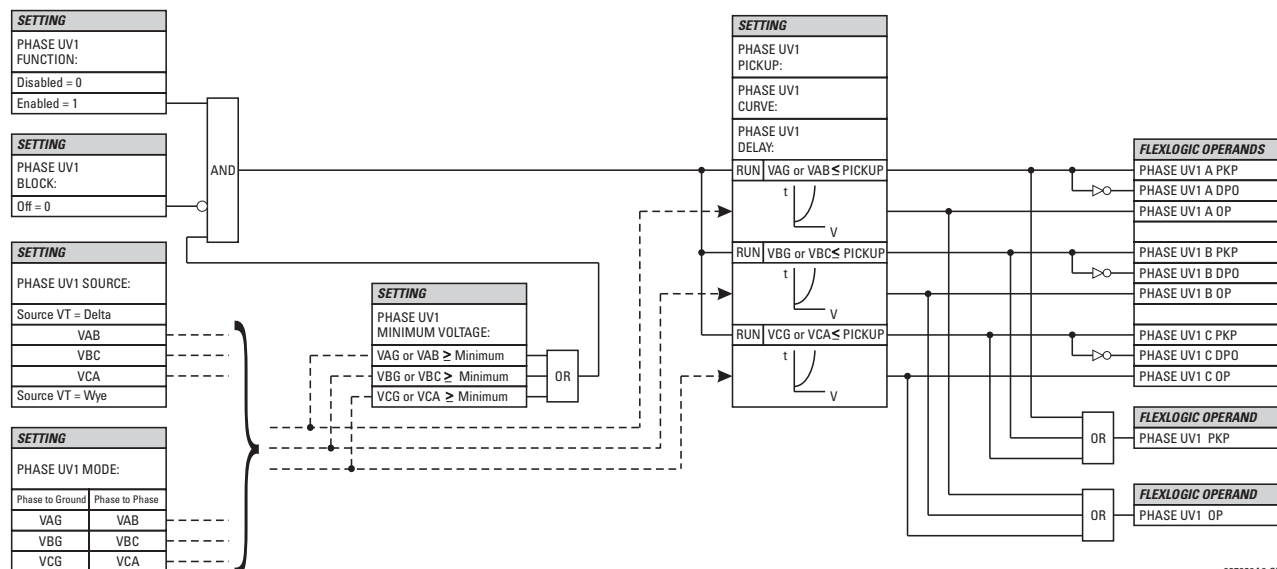 SETTING
PHASE UV1
FUNCTION:
Disabled = 0
Enabled = 1
SETTING
PHASE UV1
BLOCK:
Off = 0
SETTING
PHASE UV1 SOURCE:
Source VT = Delta
VAB
VBC
VCA
Source VT = Wye
SETTING
PHASE UV1 MODE:
Phase to Ground Phase to Phase
VAG VAB
VBG VBC
VCG VCA
AND
SETTING
PHASE UV1
MINIMUM VOLTAGE:
VAG or VAB ≥ Minimum
VBG or VBC ≥ Minimum
VCG or VCA ≥ Minimum
OR
SETTING
PHASE UV1
PICKUP:
PHASE UV1
CURVE:
PHASE UV1
DELAY:
RUN VAG or VAB ≤ PICKUP
t
V
RUN VBG or VBC ≤ PICKUP
t
V
RUN VCG or VCA ≤ PICKUP
t
V
FLEXLOGIC OPERANDS
PHASE UV1 A PKP
PHASE UV1 A DPO
PHASE UV1 A OP
PHASE UV1 B PKP
PHASE UV1 B DPO
PHASE UV1 B OP
PHASE UV1 C PKP
PHASE UV1 C DPO
PHASE UV1 C OP
OR
FLEXLOGIC OPERAND
PHASE UV1 PKP
OR
FLEXLOGIC OPERAND
PHASE UV1 OP